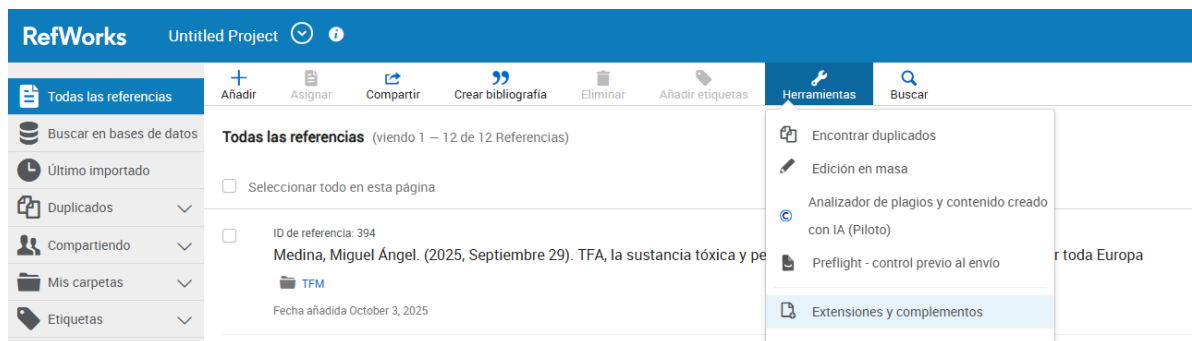 RefWorks Untitled Project
Todas las referencias
Buscar en bases de datos
Último importado
Duplicados
Compartiendo
Mis carpetas
Etiquetas
Añadir Asignar Compartir Crear bibliografía Eliminar Añadir etiquetas Herramientas Buscar
Todas las referencias (viendo 1 — 12 de 12 Referencias)
Seleccionar todo en esta página
ID de referencia: 394
Medina, Miguel Ángel. (2025, Septiembre 29). TFA, la sustancia tóxica y pe r toda Europa
TFM
Fecha añadida October 3, 2025
Encontrar duplicados
Edición en masa
Analizador de plagios y contenido creado
con IA (Piloto)
Preflight - control previo al envío
Extensiones y complementos